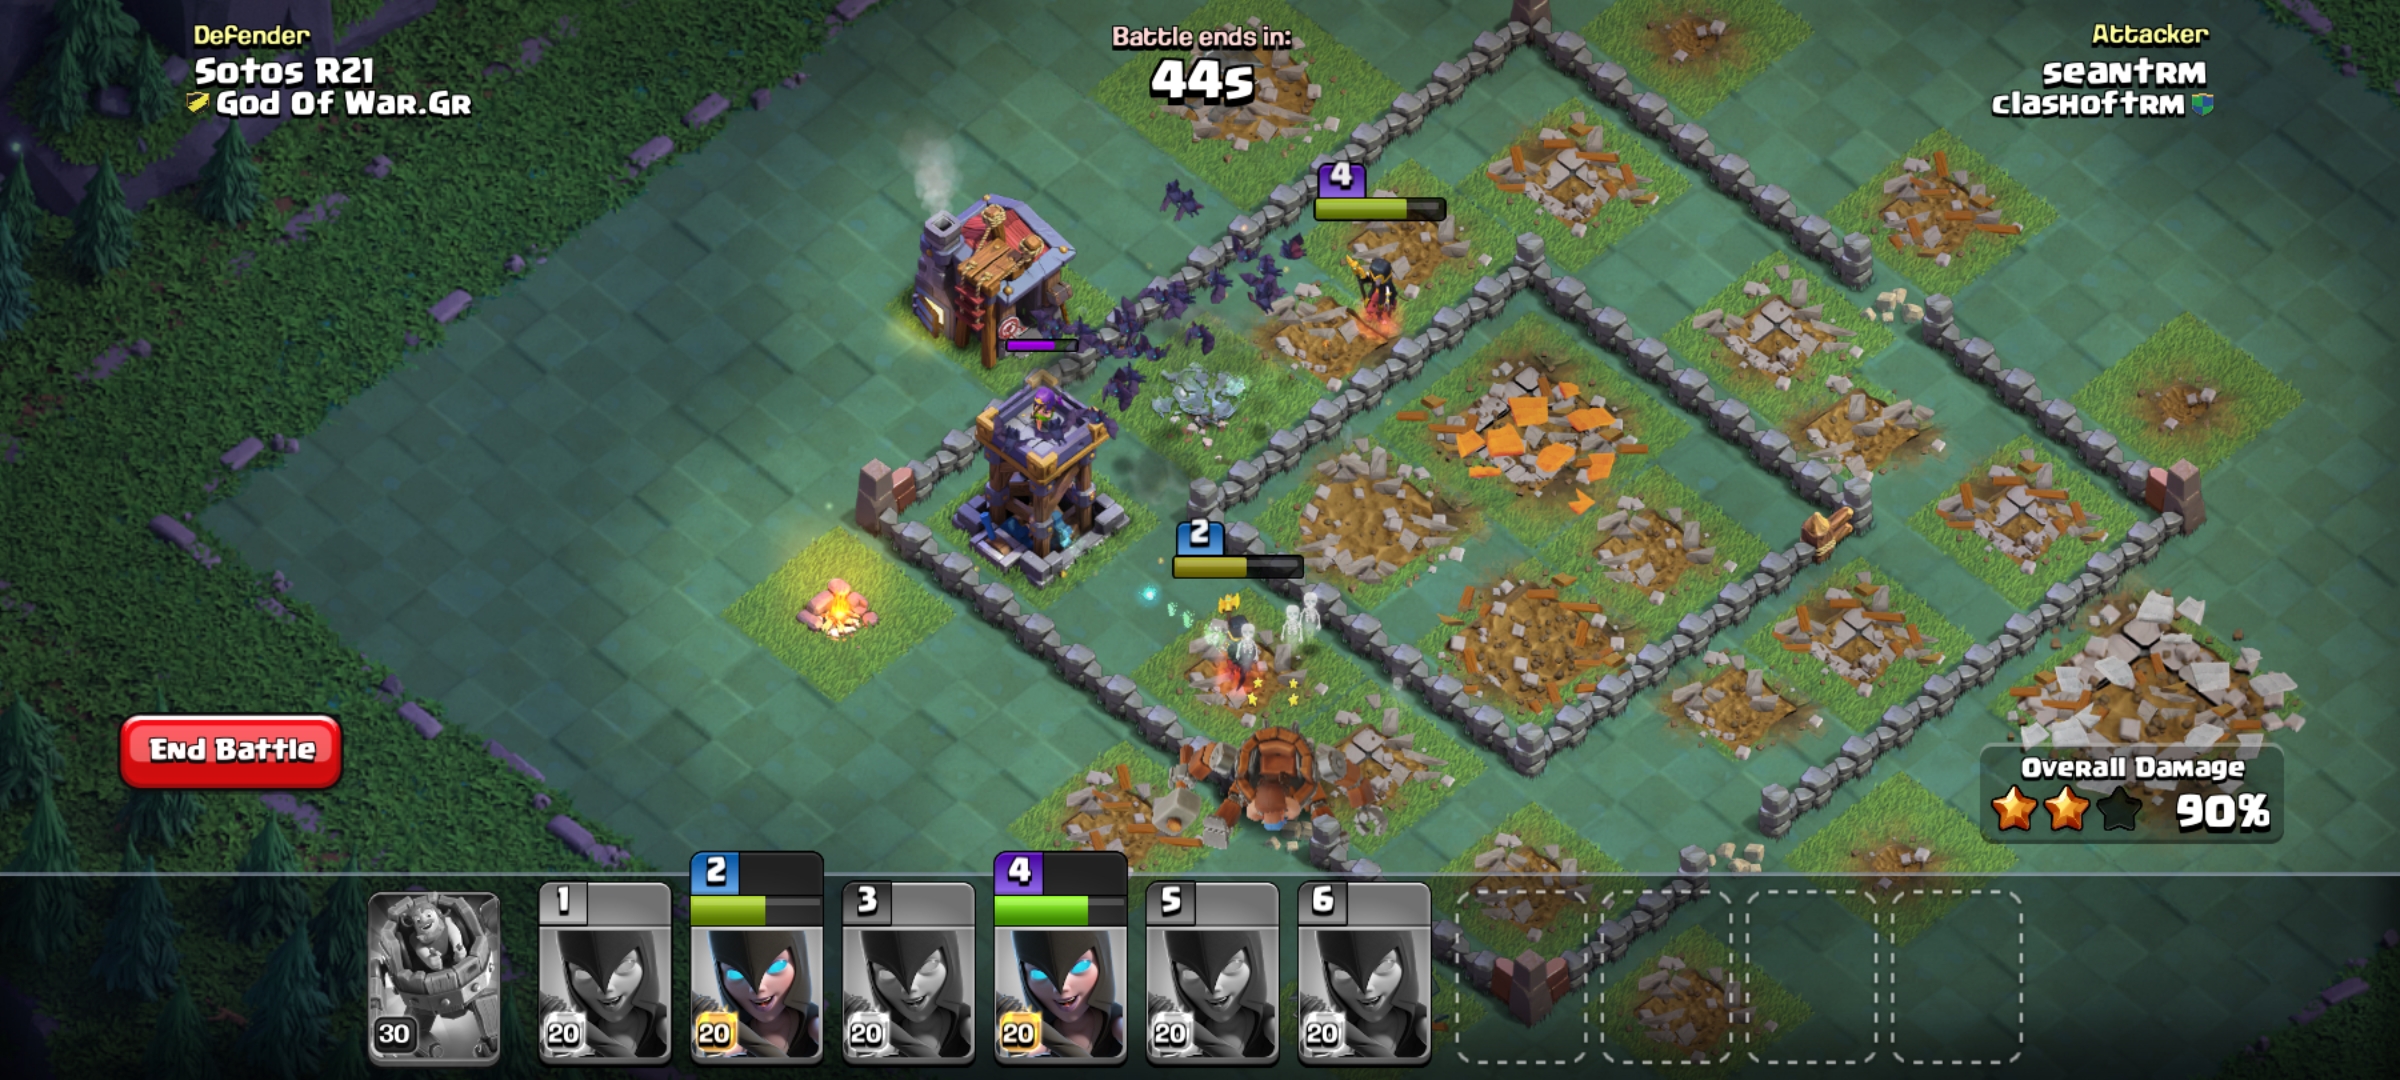 Defender
Sotos R21
God Of War.Gr
Battle ends in:
44s
Attacker
seantRM
clashoftRM
4
2
End Battle
Overall Damage
90%
30
1
20
2
20
3
20
4
20
5
20
6
20